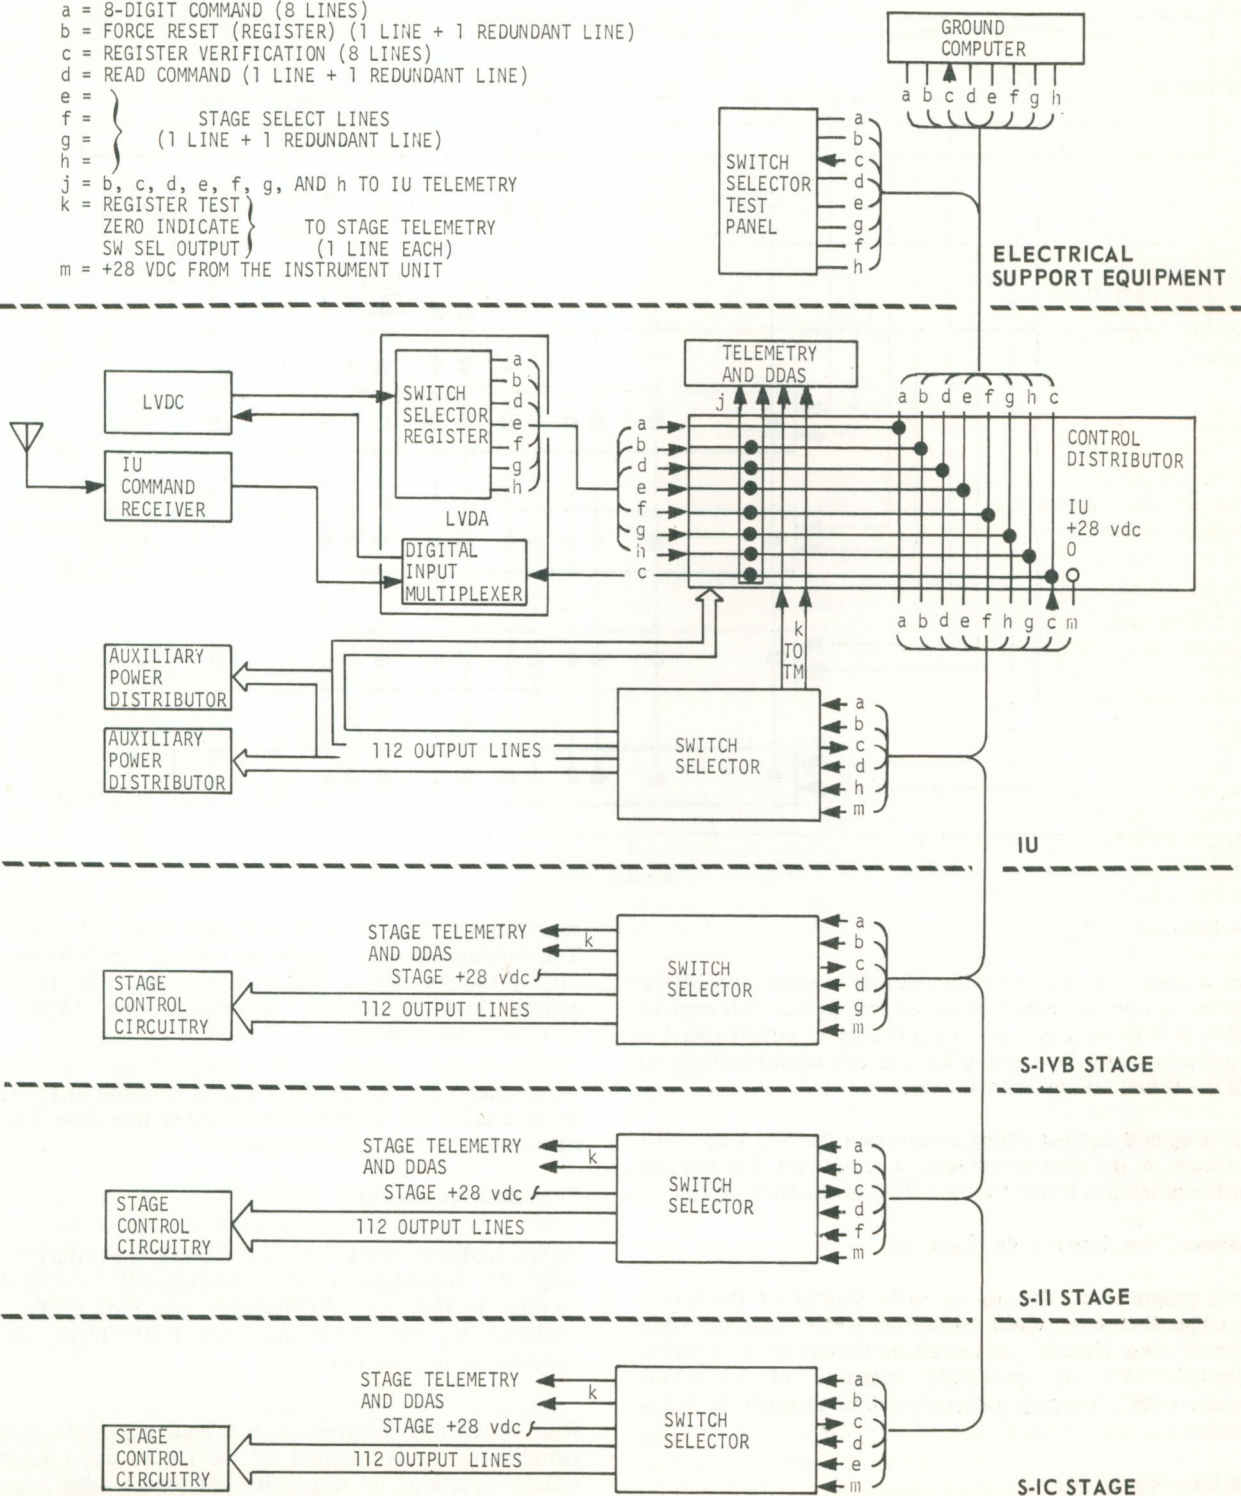 a = 8-DIGIT COMMAND (8 LINES)
b = FORCE RESET (REGISTER) (1 LINE + 1 REDUNDANT LINE)
c = REGISTER VERIFICATION (8 LINES)
d = READ COMMAND (1 LINE + 1 REDUNDANT LINE)
e =
f = STAGE SELECT LINES
g = (1 LINE + 1 REDUNDANT LINE)
h =
j = b, c, d, e, f, g, AND h TO IU TELEMETRY
k = REGISTER TEST
ZERO INDICATE TO STAGE TELEMETRY
SW SEL OUTPUT (1 LINE EACH)
m = +28 VDC FROM THE INSTRUMENT UNIT
GROUND
COMPUTER
a b c d e f g h
SWITCH
SELECTOR
TEST
PANEL
a
b
c
d
e
g
f
h
ELECTRICAL
SUPPORT EQUIPMENT
LVDC
IU
COMMAND
RECEIVER
SWITCH
SELECTOR
REGISTER
a
b
d
e
f
g
h
LVDA
DIGITAL
INPUT
MULTIPLEXER
TELEMETRY
AND DDAS
j
a
b
d
e
f
g
h
c
a b d e f g h c
CONTROL
DISTRIBUTOR
IU
+28 vdc
O
a b d e f h g c m
k
TO
TM
AUXILIARY
POWER
DISTRIBUTOR
AUXILIARY
POWER
DISTRIBUTOR
112 OUTPUT LINES
SWITCH
SELECTOR
a
b
c
d
h
m
IU
STAGE TELEMETRY
AND DDAS
k
STAGE +28 vdc
112 OUTPUT LINES
STAGE
CONTROL
CIRCUITRY
SWITCH
SELECTOR
a
b
c
d
g
m
S-IVB STAGE
STAGE TELEMETRY
AND DDAS
k
STAGE +28 vdc
112 OUTPUT LINES
STAGE
CONTROL
CIRCUITRY
SWITCH
SELECTOR
a
b
c
d
f
m
S-II STAGE
STAGE TELEMETRY
AND DDAS
k
STAGE +28 vdc
112 OUTPUT LINES
STAGE
CONTROL
CIRCUITRY
SWITCH
SELECTOR
a
b
c
d
e
m
S-IC STAGE